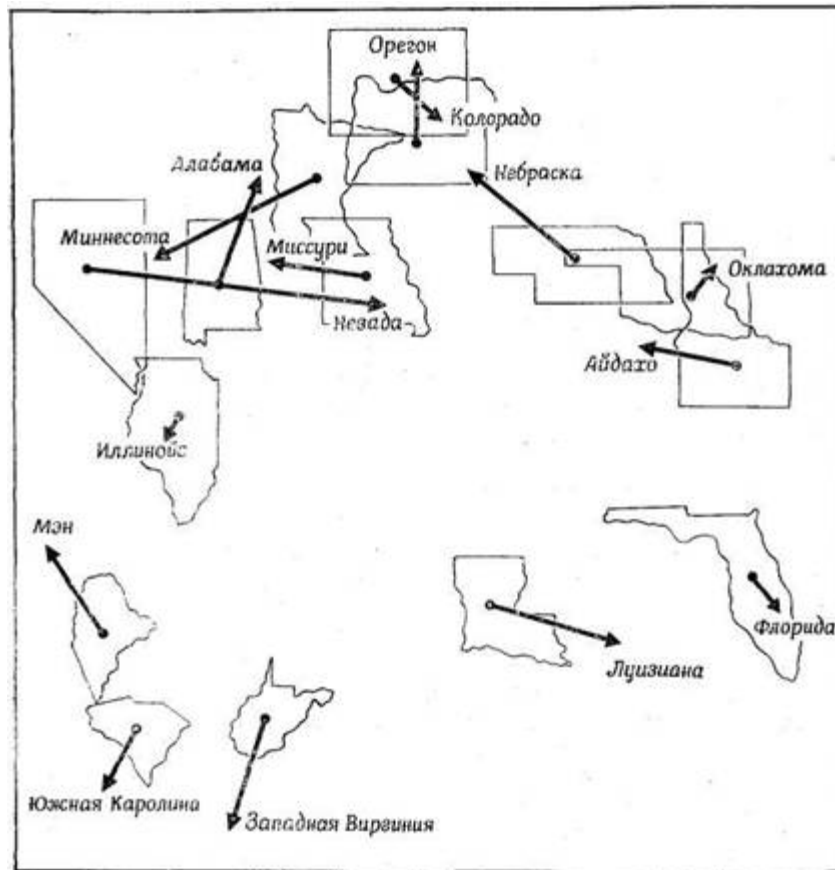 Орегон
Колорадо
Алабама
Небраска
Миннесота
Миссури
Оклахома
Невада
Айдахо
Иллинойс
Мэн
Флорида
Луизиана
Южная Каролина
Западная Виргиния